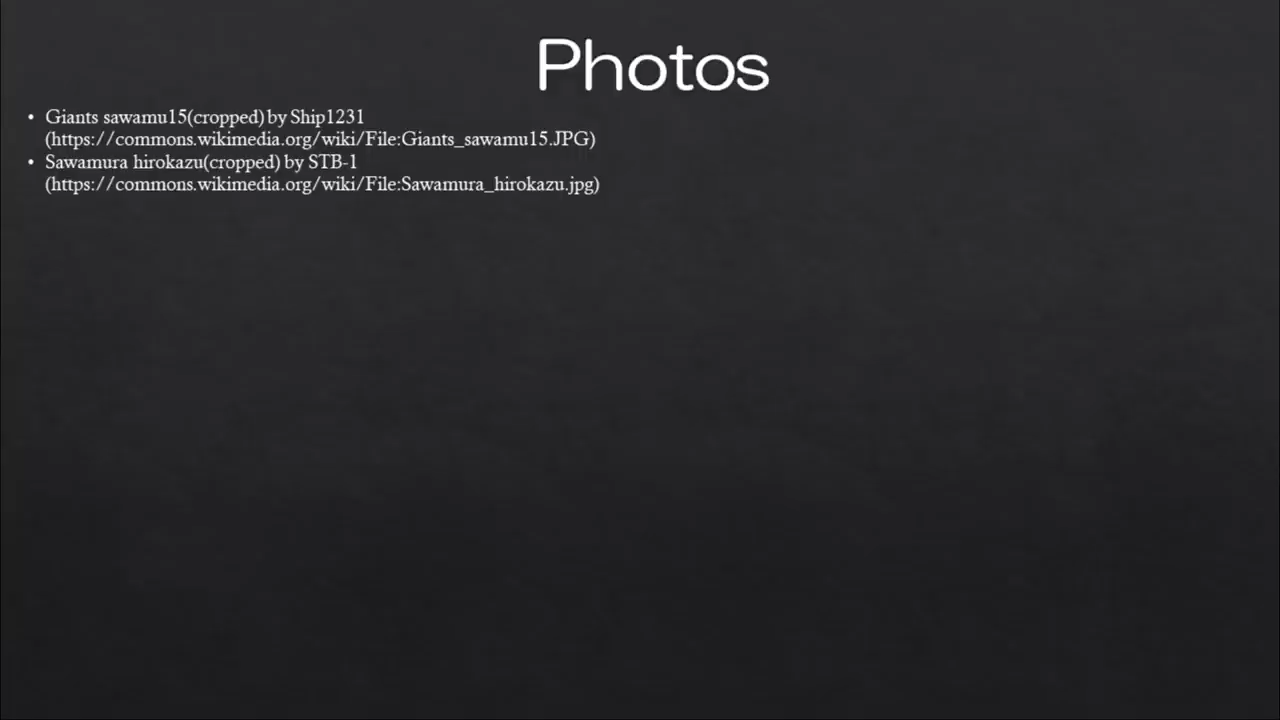 Photos
• Giants sawamu15(cropped) by Ship1231
(https://commons.wikimedia.org/wiki/File:Giants_sawamu15.JPG)
• Sawamura hirokazu(cropped) by STB-1
(https://commons.wikimedia.org/wiki/File:Sawamura_hirokazu.jpg)